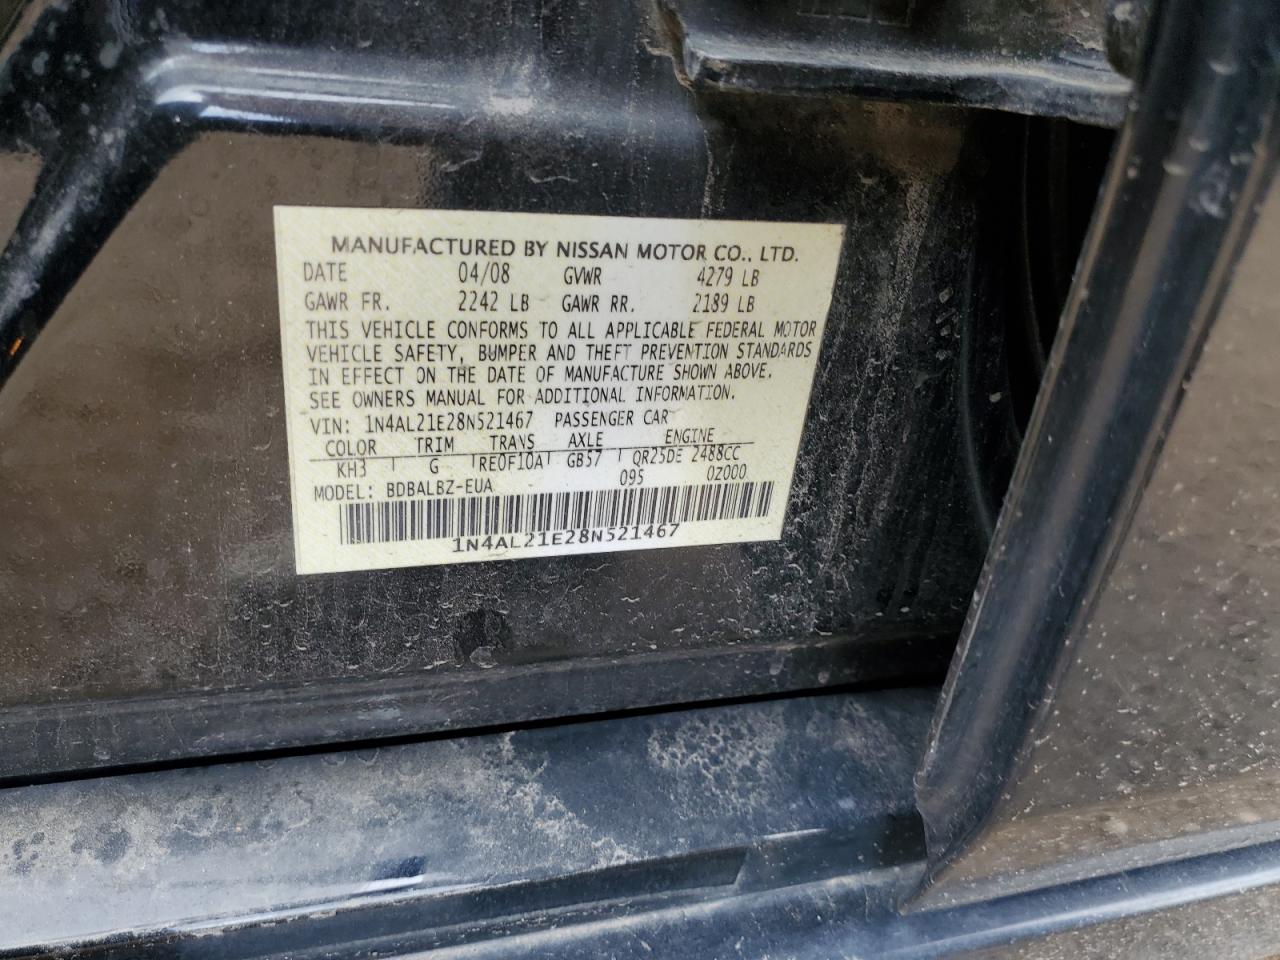 MANUFACTURED BY NISSAN MOTOR CO., LTD.
DATE 04/08 GVWR 4279 LB
GAWR FR. 2242 LB GAWR RR. 2189 LB
THIS VEHICLE CONFORMS TO ALL APPLICABLE FEDERAL MOTOR
VEHICLE SAFETY, BUMPER AND THEFT PREVENTION STANDARDS
IN EFFECT ON THE DATE OF MANUFACTURE SHOWN ABOVE.
SEE OWNERS MANUAL FOR ADDITIONAL INFORMATION.
VIN: 1N4AL21E28N521467 PASSENGER CAR
COLOR TRIM TRANS AXLE ENGINE
KH3 G RE0F10A GB57 QR25DE 2488CC
MODEL: BDBALBZ-EUA 095 0Z000
1N4AL21E28N521467